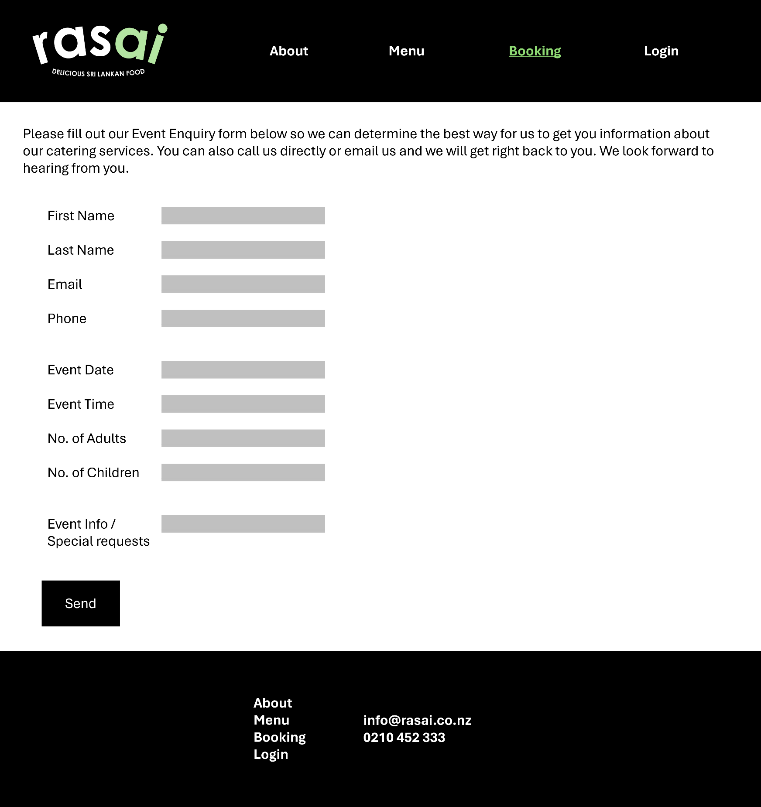 rasai
DELICIOUS SRI LANKAN FOOD
About
Menu
Booking
Login
Please fill out our Event Enquiry form below so we can determine the best way for us to get you information about
our catering services. You can also call us directly or email us and we will get right back to you. We look forward to
hearing from you.
First Name
Last Name
Email
Phone
Event Date
Event Time
No. of Adults
No. of Children
Event Info /
Special requests
Send
About
Menu
Booking
Login
info@rasai.co.nz
0210 452 333